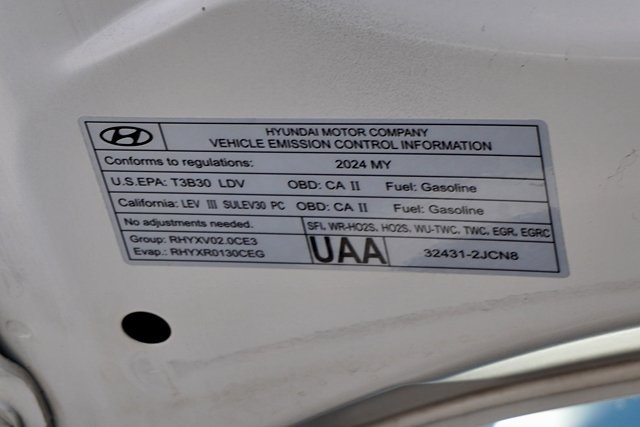 HYUNDAI MOTOR COMPANY
VEHICLE EMISSION CONTROL INFORMATION
Conforms to regulations: 2024 MY
U.S.EPA: T3B30 LDV OBD: CA II Fuel: Gasoline
California: LEV III SULEV30 PC OBD: CA II Fuel: Gasoline
No adjustments needed. SFI, WR-HO2S, HO2S, WU-TWC, TWC, EGR, EGRC
Group: RHYXV02.0CE3
Evap.: RHYXR0130CEG
UAA 32431-2JCN8